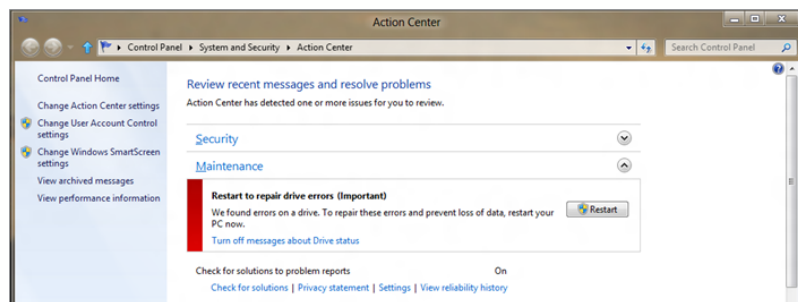 Action Center
Control Panel ▸ System and Security ▸ Action Center
Search Control Panel
Control Panel Home
Change Action Center settings
Change User Account Control
settings
Change Windows SmartScreen
settings
View archived messages
View performance information
Review recent messages and resolve problems
Action Center has detected one or more issues for you to review.
Security
Maintenance
Restart to repair drive errors (Important)
We found errors on a drive. To repair these errors and prevent loss of data, restart your
PC now.
Restart
Turn off messages about Drive status
Check for solutions to problem reports On
Check for solutions | Privacy statement | Settings | View reliability history